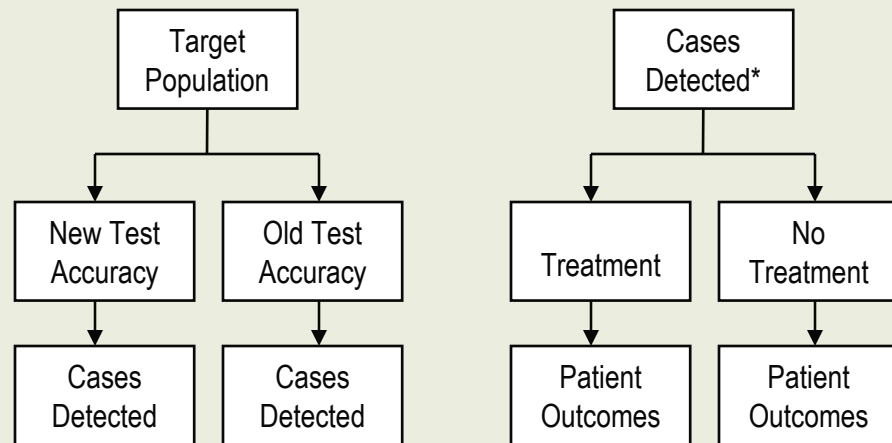 Target
Population
Cases
Detected*
New Test
Accuracy
Old Test
Accuracy
Treatment
No
Treatment
Cases
Detected
Cases
Detected
Patient
Outcomes
Patient
Outcomes